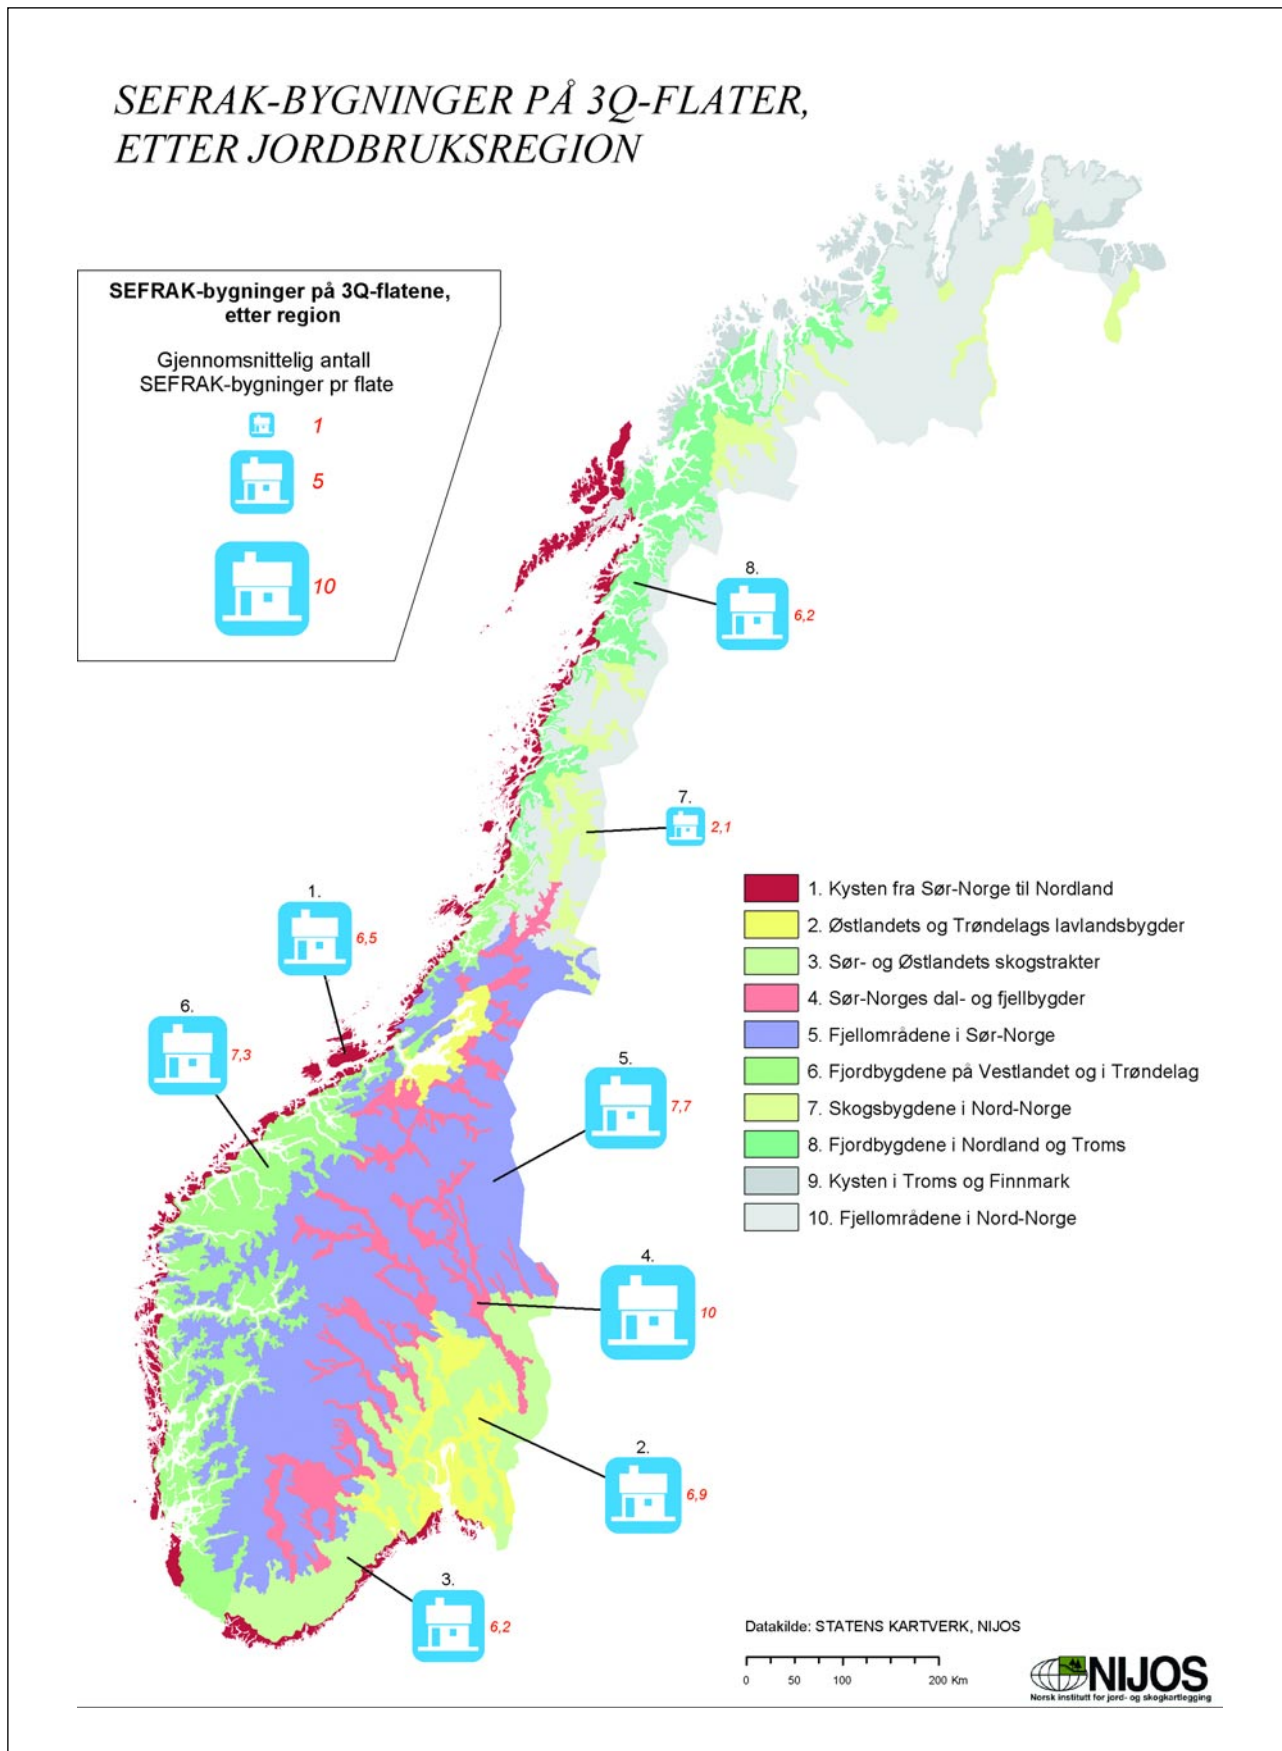 SEFRAK-BYGNINGER PÅ 3Q-FLATER,
ETTER JORDBRUKSREGION
SEFRAK-bygninger på 3Q-flatene,
etter region
Gjennomsnittelig antall
SEFRAK-bygninger pr flate
1
5
10
8.
6,2
7.
2,1
1.
6,5
6.
7,3
5.
7,7
4.
10
2.
6,9
3.
6,2
1. Kysten fra Sør-Norge til Nordland
2. Østlandets og Trøndelags lavlandsbygder
3. Sør- og Østlandets skogstrakter
4. Sør-Norges dal- og fjellbygder
5. Fjellområdene i Sør-Norge
6. Fjordbygdene på Vestlandet og i Trøndelag
7. Skogsbygdene i Nord-Norge
8. Fjordbygdene i Nordland og Troms
9. Kysten i Troms og Finnmark
10. Fjellområdene i Nord-Norge
Datakilde: STATENS KARTVERK, NIJOS
0 50 100 200 Km
NIJOS
Norsk institutt for jord- og skogkartlegging